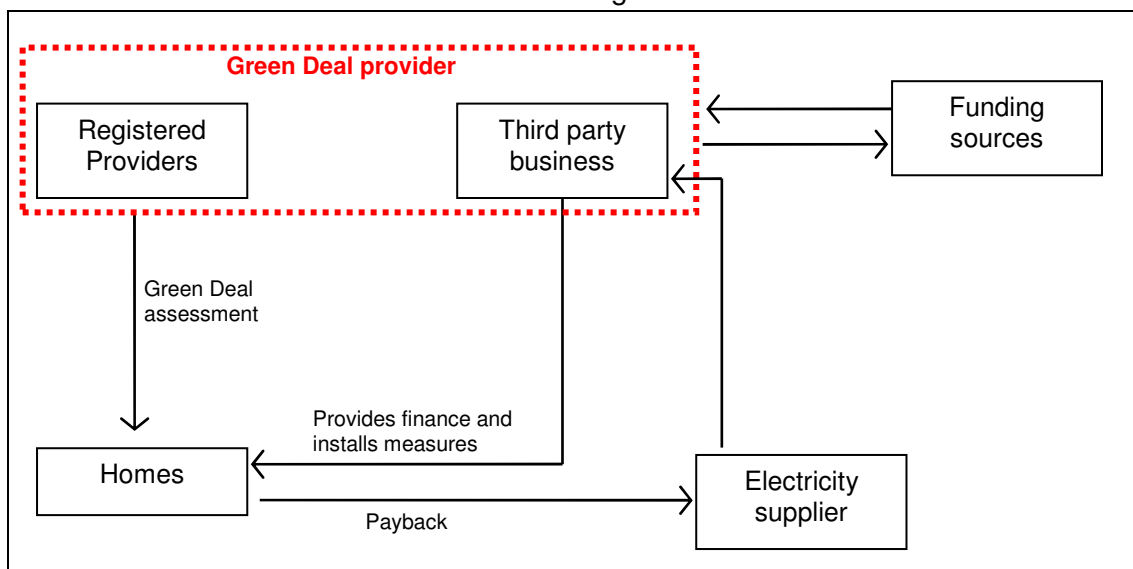 Green Deal provider
Registered
Providers
Third party
business
Funding
sources
Green Deal
assessment
Provides finance and
installs measures
Homes
Payback
Electricity
supplier